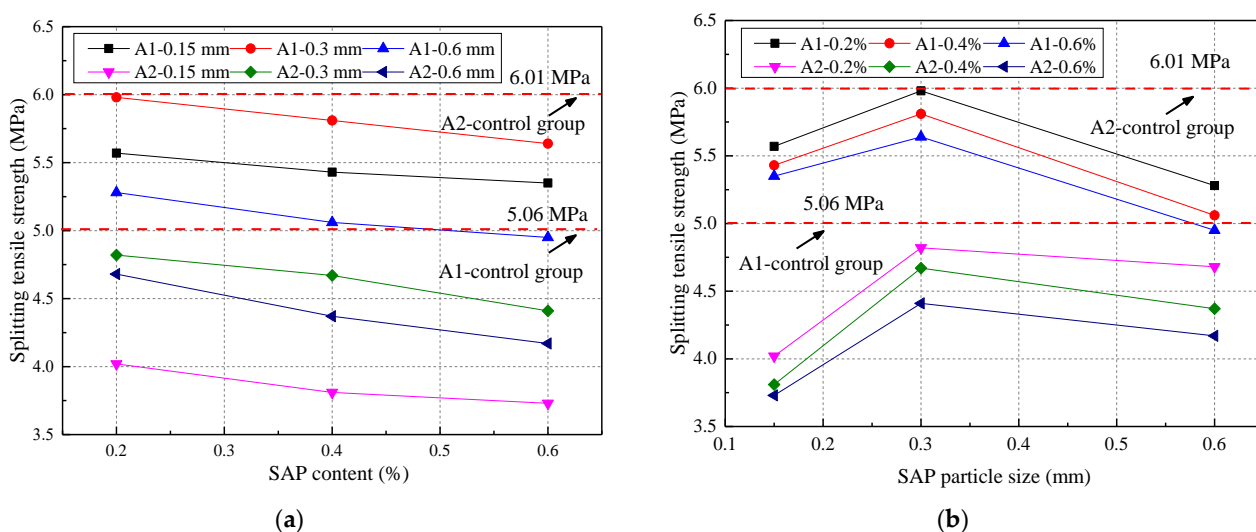 A1-0.15 mm A1-0.3 mm A1-0.6 mm
A2-0.15 mm A2-0.3 mm A2-0.6 mm
6.01 MPa
A2-control group
5.06 MPa
A1-control group
6.5
6.0
5.5
5.0
4.5
4.0
3.5
Splitting tensile strength (MPa)
0.2 0.3 0.4 0.5 0.6
SAP content (%)
(a)
A1-0.2% A1-0.4% A1-0.6%
A2-0.2% A2-0.4% A2-0.6%
6.01 MPa
A2-control group
5.06 MPa
A1-control group
6.5
6.0
5.5
5.0
4.5
4.0
3.5
Splitting tensile strength (MPa)
0.1 0.2 0.3 0.4 0.5 0.6
SAP particle size (mm)
(b)